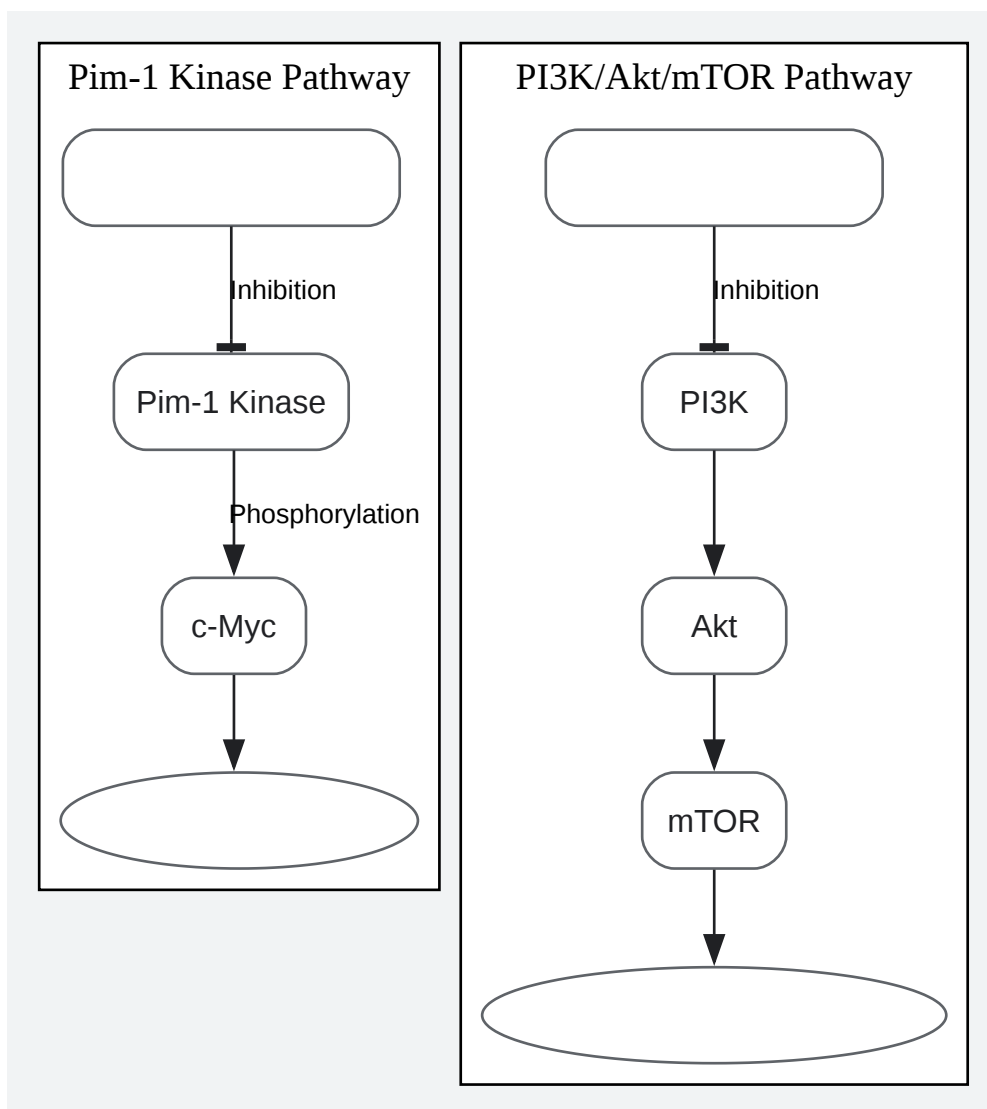 Pim-1 Kinase Pathway
Inhibition
Pim-1 Kinase
Phosphorylation
c-Myc
PI3K/Akt/mTOR Pathway
Inhibition
PI3K
Akt
mTOR